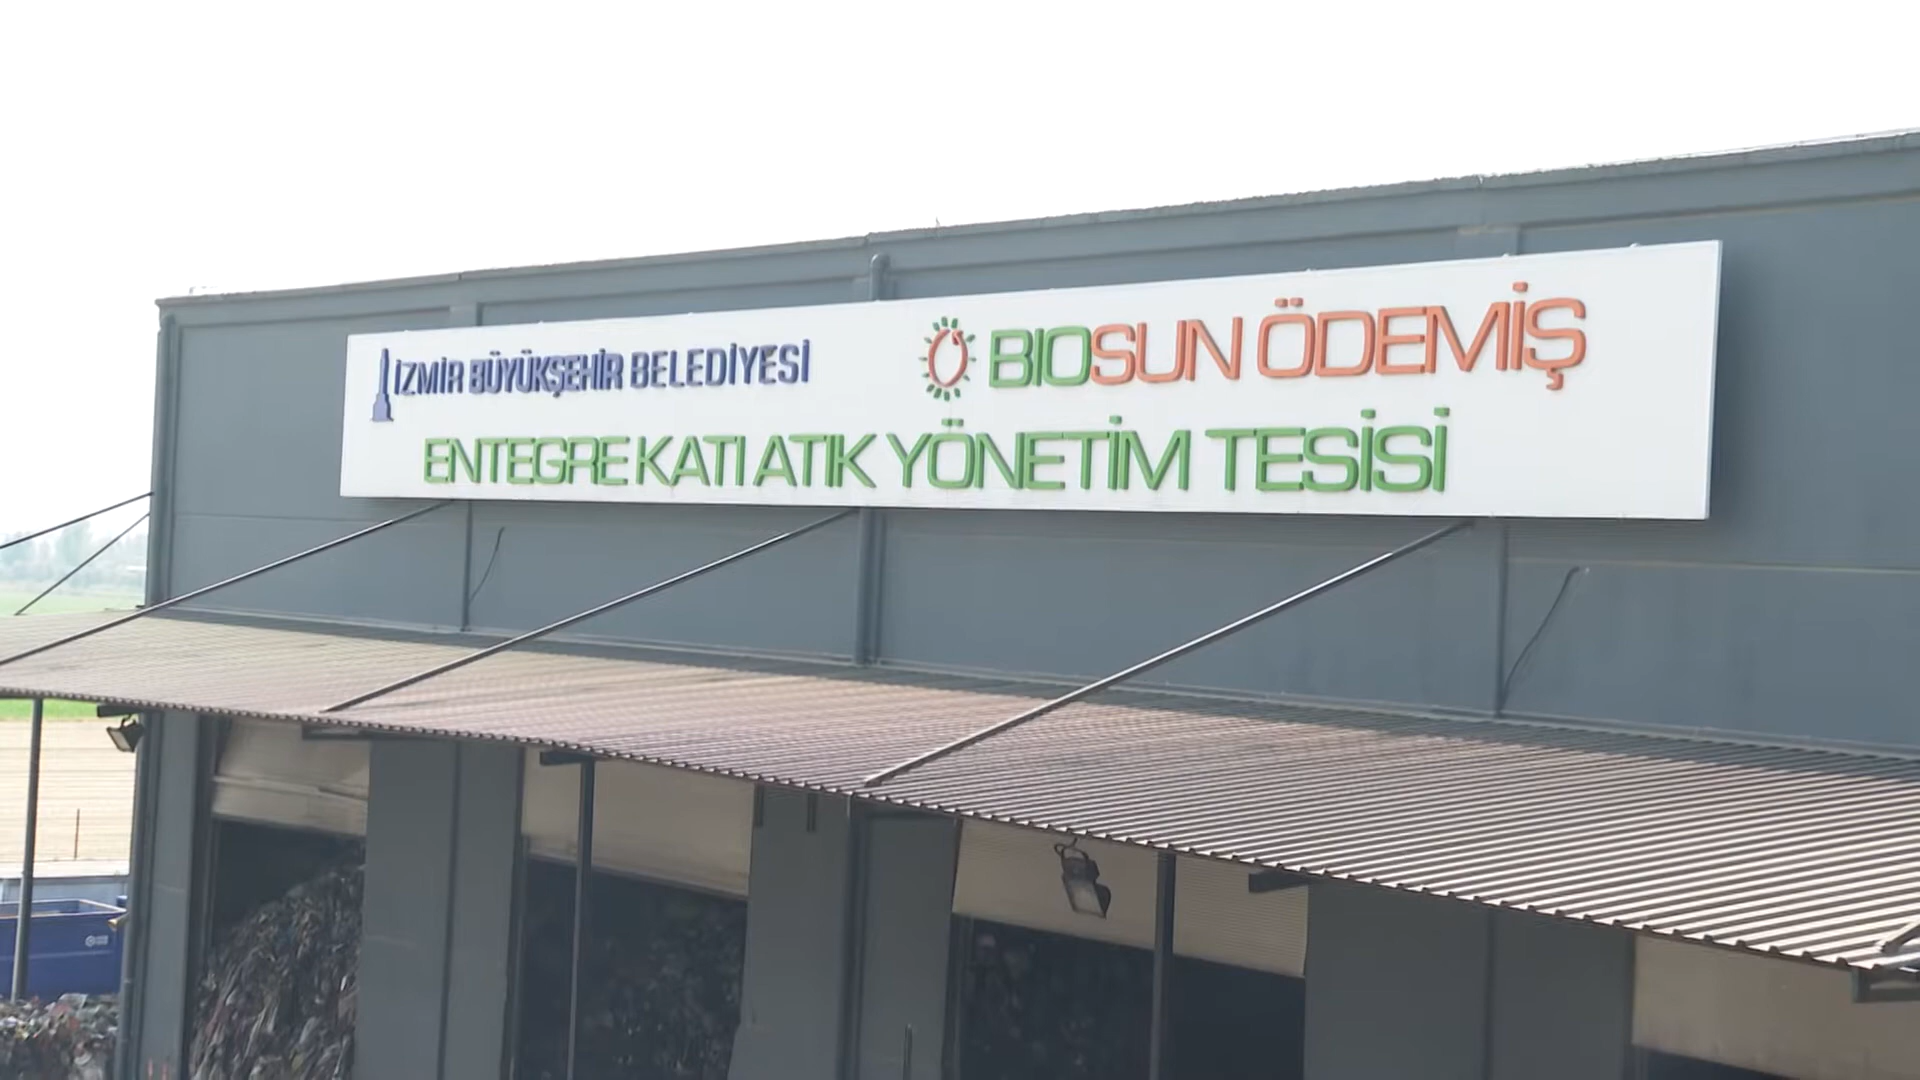 İZMİR BÜYÜKŞEHİR BELEDİYESİ
BIOSUN ÖDEMİŞ
ENTEGRE KATI ATIK YÖNETİM TESİSİ